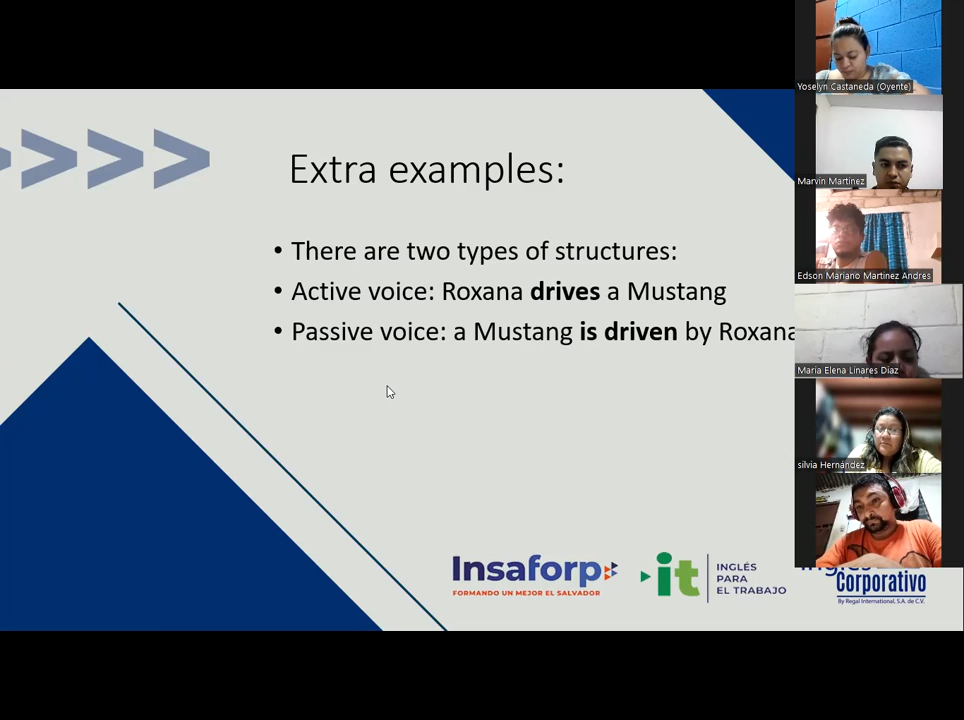 Extra examples:
• There are two types of structures:
• Active voice: Roxana drives a Mustang
• Passive voice: a Mustang is driven by Roxana
Insaforp
FORMANDO UN MEJOR EL SALVADOR
it
INGLÉS
PARA
EL TRABAJO
Corporativo
By Regal International, S.A. de C.V.
Yoselyn Castaneda (Oyente)
Marvin Martinez
Edson Mariano Martinez Andres
Maria Elena Linares Diaz
silvia Hernández